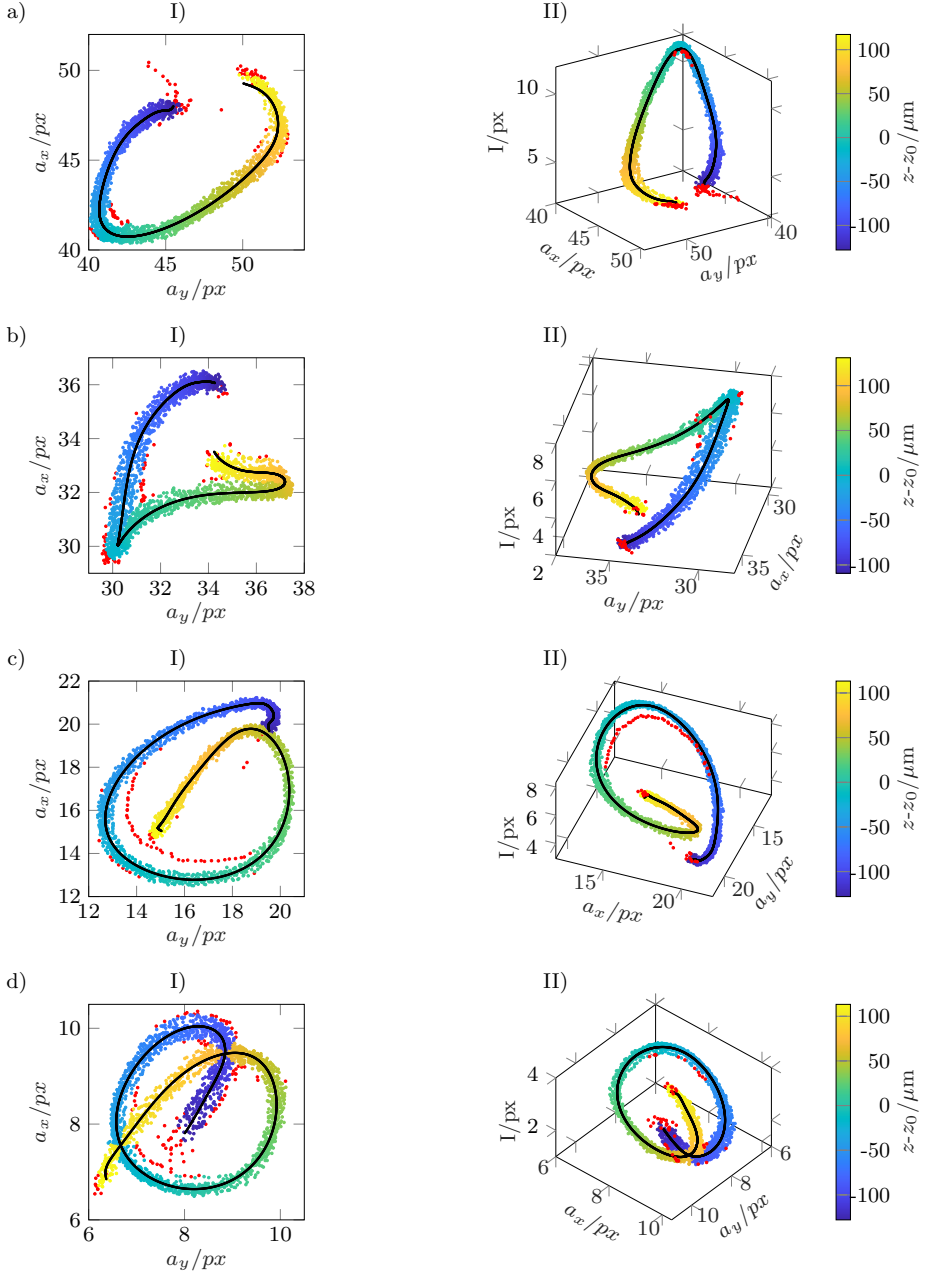 a) I) II)
50
45
40
40 45 50
a_x/px
a_y/px
10
5
I/px
40
45
50
a_x/px
50
40
a_y/px
100
50
0
-50
-100
z-z_0/μm
b) I) II)
36
34
32
30
30 32 34 36 38
a_x/px
a_y/px
8
6
4
2
I/px
35
30
a_y/px
35
30
a_x/px
100
50
0
-50
-100
z-z_0/μm
c) I) II)
22
20
18
16
14
12
12 14 16 18 20
a_x/px
a_y/px
8
6
4
I/px
15
20
a_x/px
20
15
a_y/px
100
50
0
-50
-100
z-z_0/μm
d) I) II)
10
8
6
6 8 10
a_x/px
a_y/px
4
2
I/px
6
8
10
a_x/px
10
8
6
a_y/px
100
50
0
-50
-100
z-z_0/μm